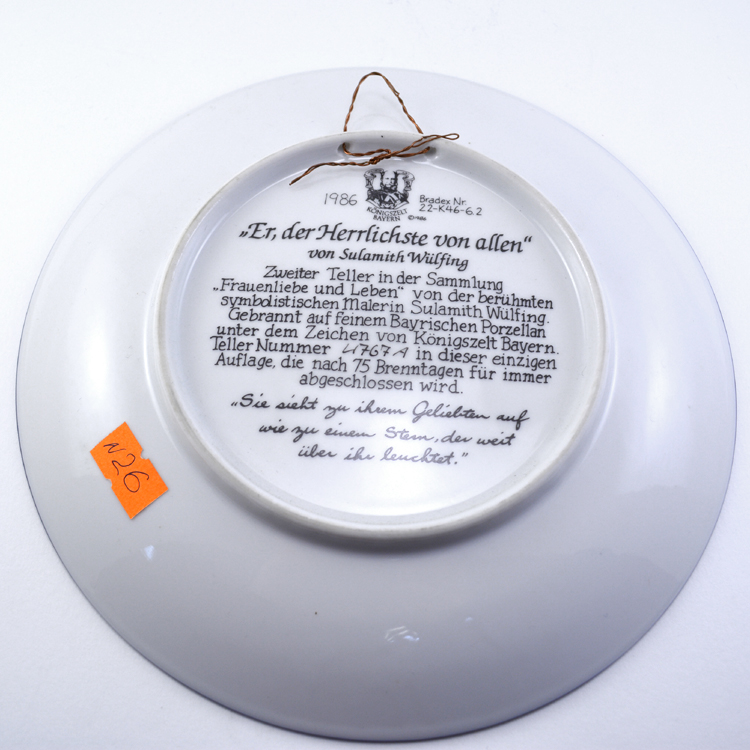 1986
KÖNIGSZELT
BAVERN
©1986
Bradex Nr.
22-K46-6.2
„Er, der Herrlichste von allen“
von Sulamith Wülfing
Zweiter Teller in der Sammlung
„Frauenliebe und Leben“ von der berühmten
symbolistischen Malerin Sulamith Wülfing.
Gebrannt auf feinem Bayrischen Porzellan
unter dem Zeichen von Königszelt Bayern.
Teller Nummer 4767A in dieser einzigen
Auflage, die nach 75 Brenntagen für immer
abgeschlossen wird.
„Sie sieht zu ihrem Geliebten auf
wie zu einem Stern, der weit
über ihr leuchtet.”
N26